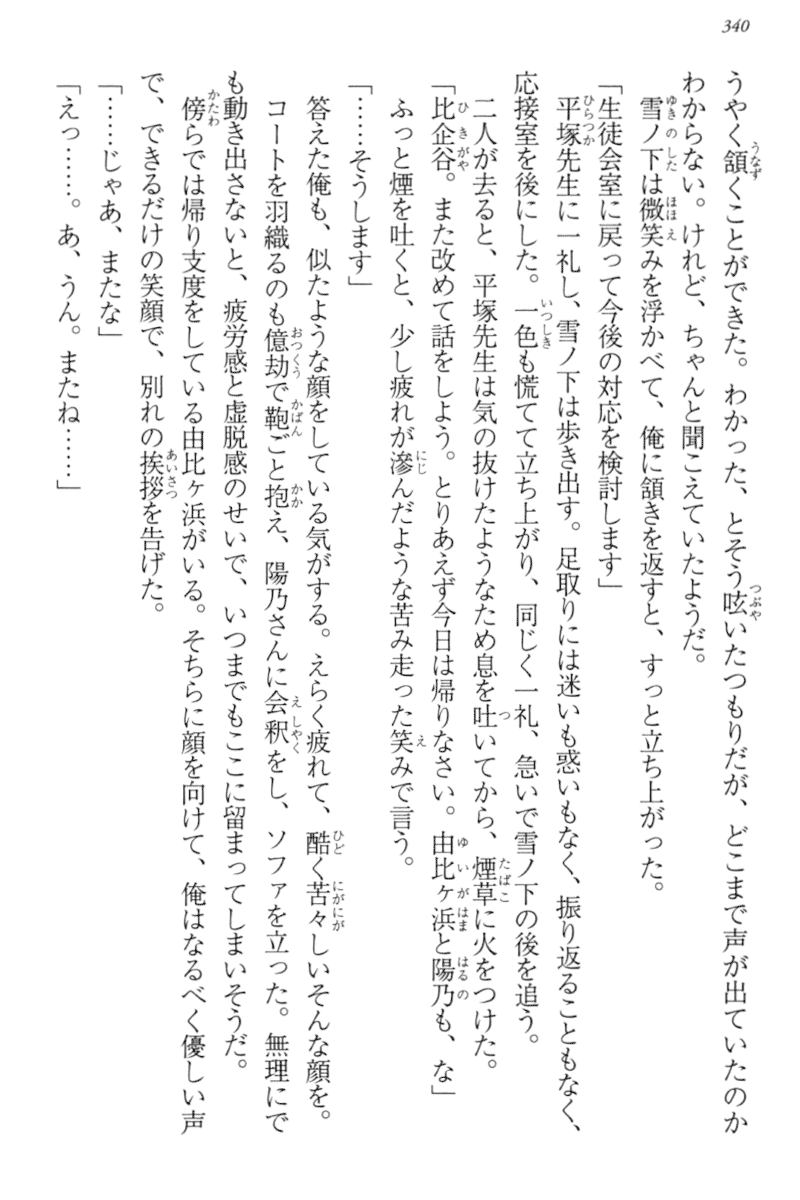 340
うやく頷くことができた。わかった、とそう呟いたつもりだが、どこまで声が出ていたのか
わからない。けれど、ちゃんと聞こえていたようだ。
雪ノ下は微笑みを浮かべて、俺に頷きを返すと、すっと立ち上がった。
「生徒会室に戻って今後の対応を検討します」
平塚先生に一礼し、雪ノ下は歩き出す。足取りには迷いも惑いもなく、振り返ることもなく、
応接室を後にした。一色も慌てて立ち上がり、同じく一礼、急いで雪ノ下の後を追う。
二人が去ると、平塚先生は気の抜けたようなため息を吐いてから、煙草に火をつけた。
「比企谷。また改めて話をしよう。とりあえず今日は帰りなさい。由比ヶ浜と陽乃も、な」
ふっと煙を吐くと、少し疲れが滲んだような苦み走った笑みで言う。
「……そうします」
答えた俺も、似たような顔をしている気がする。えらく疲れて、酷く苦々しいそんな顔を。
コートを羽織るのも億劫で鞄ごと抱え、陽乃さんに会釈をし、ソファを立った。無理にで
も動き出さないと、疲労感と虚脱感のせいで、いつまでもここに留まってしまいそうだ。
傍らでは帰り支度をしている由比ヶ浜がいる。そちらに顔を向けて、俺はなるべく優しい声
で、できるだけの笑顔で、別れの挨拶を告げた。
「……じゃあ、またな」
「えっ……。あ、うん。またね……」